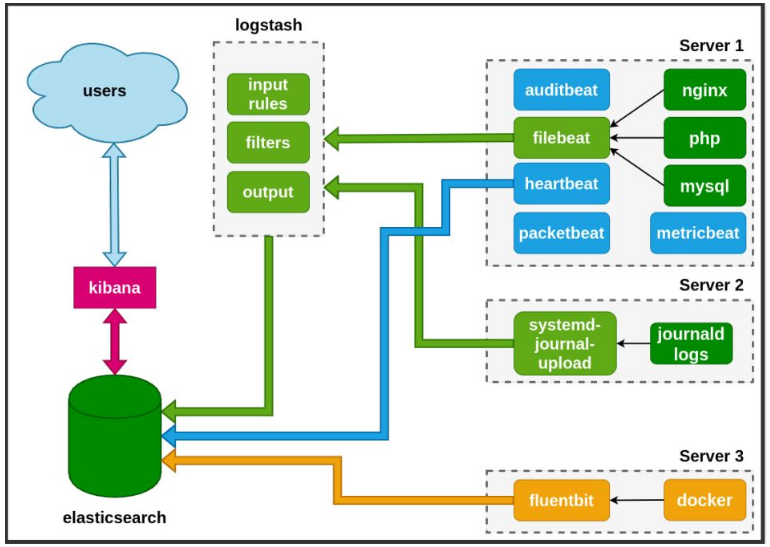 logstash
Server 1
users
input
rules
filters
output
auditbeat
nginx
filebeat
php
heartbeat
mysql
packetbeat
metricbeat
kibana
Server 2
systemd-
journal-
upload
journald
logs
elasticsearch
Server 3
fluentbit
docker